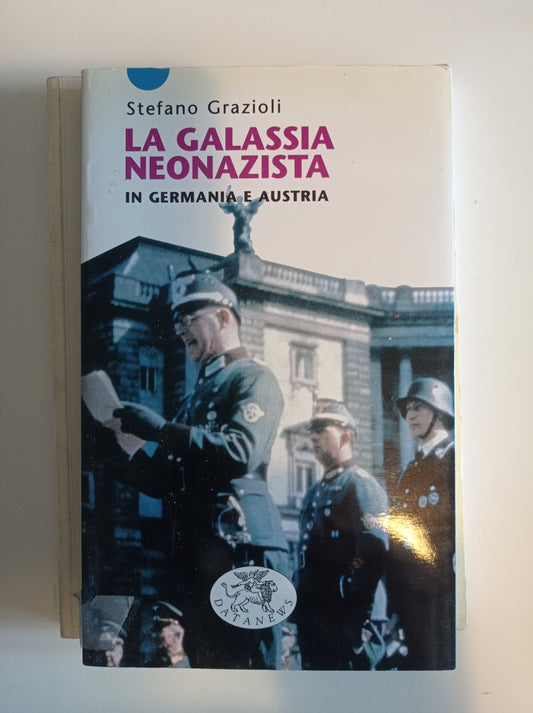 Stefano Grazioli
LA GALASSIA
NEONAZISTA
IN GERMANIA E AUSTRIA
DATANEWS